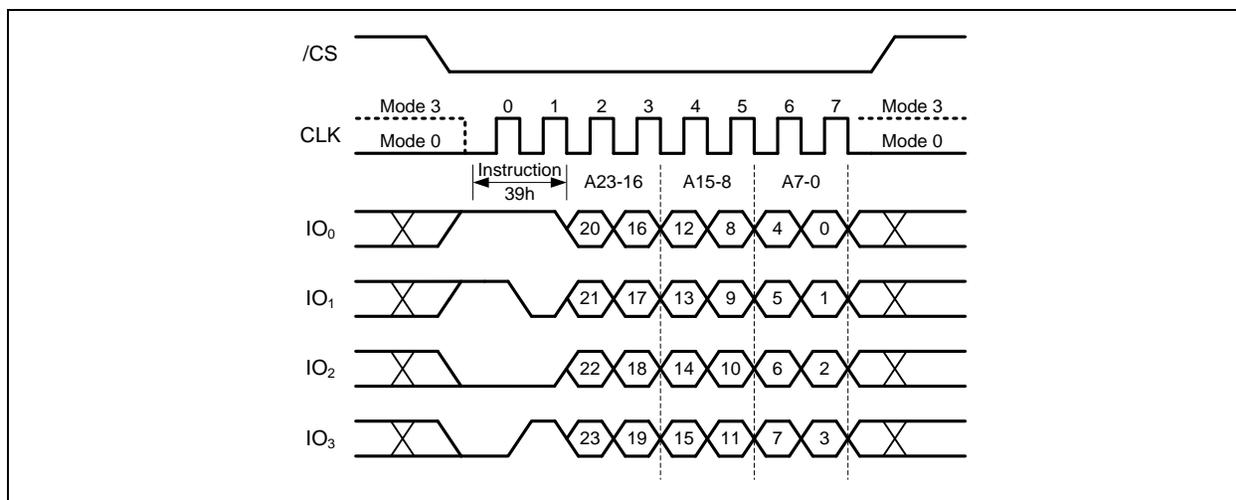 /CS
Mode 3 0 1 2 3 4 5 6 7 Mode 3
CLK
Mode 0 Mode 0
Instruction
39h
A23-16 A15-8 A7-0
IO₀ 20 16 12 8 4 0
IO₁ 21 17 13 9 5 1
IO₂ 22 18 14 10 6 2
IO₃ 23 19 15 11 7 3